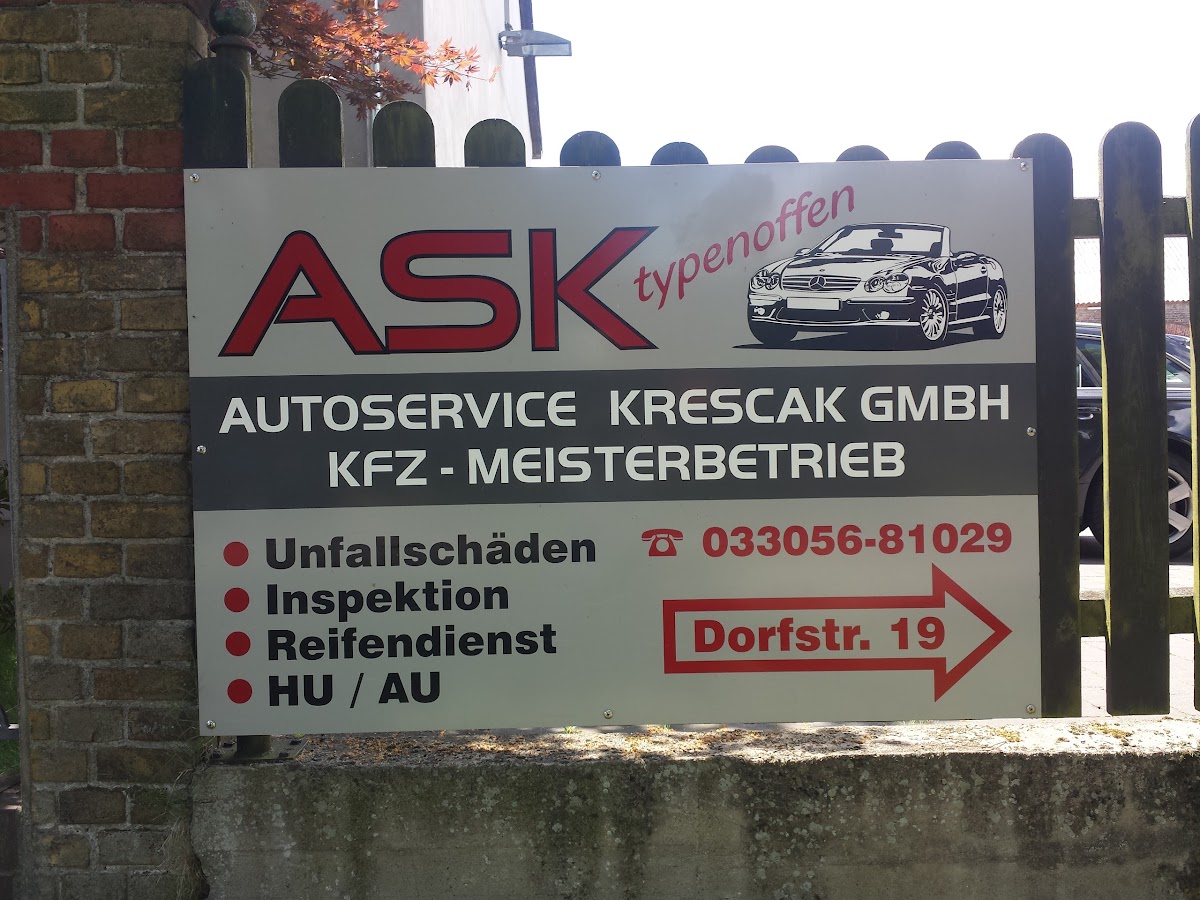 ASK typenoffen
AUTOSERVICE KRESCAK GMBH
KFZ - MEISTERBETRIEB
• Unfallschäden
• Inspektion
• Reifendienst
• HU / AU
☎ 033056-81029
Dorfstr. 19